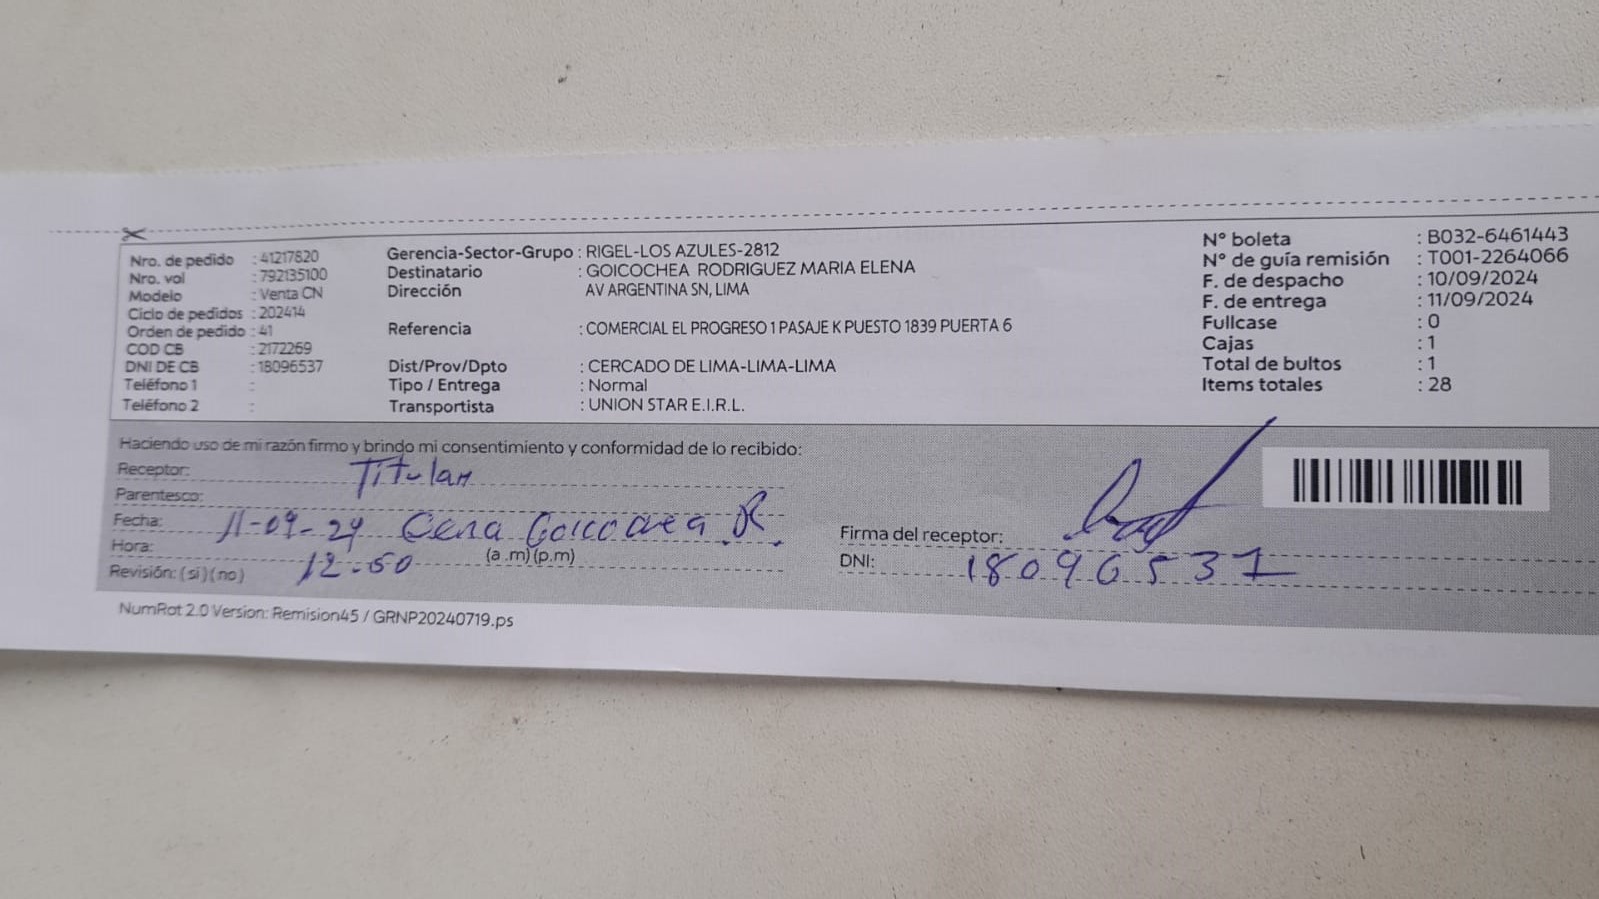 Nro. de pedido : 41217820
Nro. val : 792135100
Modelo : Venta CN
Ciclo de pedidos : 202414
Orden de pedido : 41
COD CB : 2172269
DNI DE CB : 18096537
Teléfono 1 :
Teléfono 2 :
Gerencia-Sector-Grupo : RIGEL-LOS AZULES-2812
Destinatario : GOICOCHEA RODRIGUEZ MARIA ELENA
Dirección AV ARGENTINA SN, LIMA
Referencia : COMERCIAL EL PROGRESO 1 PASAJE K PUESTO 1839 PUERTA 6
Dist/Prov/Dpto : CERCADO DE LIMA-LIMA-LIMA
Tipo / Entrega : Normal
Transportista : UNION STAR E.I.R.L.
N° boleta : B032-6461443
N° de guía remisión : T001-2264066
F. de despacho : 10/09/2024
F. de entrega : 11/09/2024
Fullcase : 0
Cajas : 1
Total de bultos : 1
Items totales : 28
Haciendo uso de mi razón firmo y brindo mi consentimiento y conformidad de lo recibido:
Receptor: Titular
Parentesco:
Fecha: 11-09-24 Goicochea R
Hora: 12-50 (a.m)(p.m)
Revisión: (si)(no)
Firma del receptor:
DNI: 18096537
NumRot 2.0 Version: Remision45 / GRNP20240719.ps